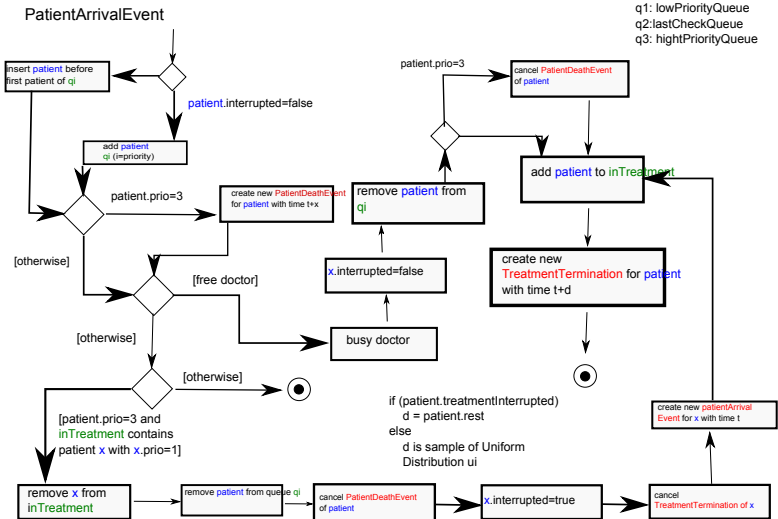 PatientArrivalEvent
q1: lowPriorityQueue
q2:lastCheckQueue
q3: hightPriorityQueue
insert patient before
first patient of qi
patient.interrupted=false
add patient
qi (i=priority)
patient.prio=3
create new PatientDeathEvent
for patient with time t+x
[otherwise]
[free doctor]
[otherwise]
busy doctor
x.interrupted=false
remove patient from
qi
patient.prio=3
cancel PatientDeathEvent
of patient
add patient to inTreatment
create new
TreatmentTermination for patient
with time t+d
[otherwise]
[patient.prio=3 and
inTreatment contains
patient x with x.prio=1]
if (patient.treatmentInterrupted)
d = patient.rest
else
d is sample of Uniform
Distribution ui
remove x from
inTreatment
remove patient from queue qi
cancel PatientDeathEvent
of patient
x.interrupted=true
cancel
TreatmentTermination of x
create new patientArrival
Event for x with time t